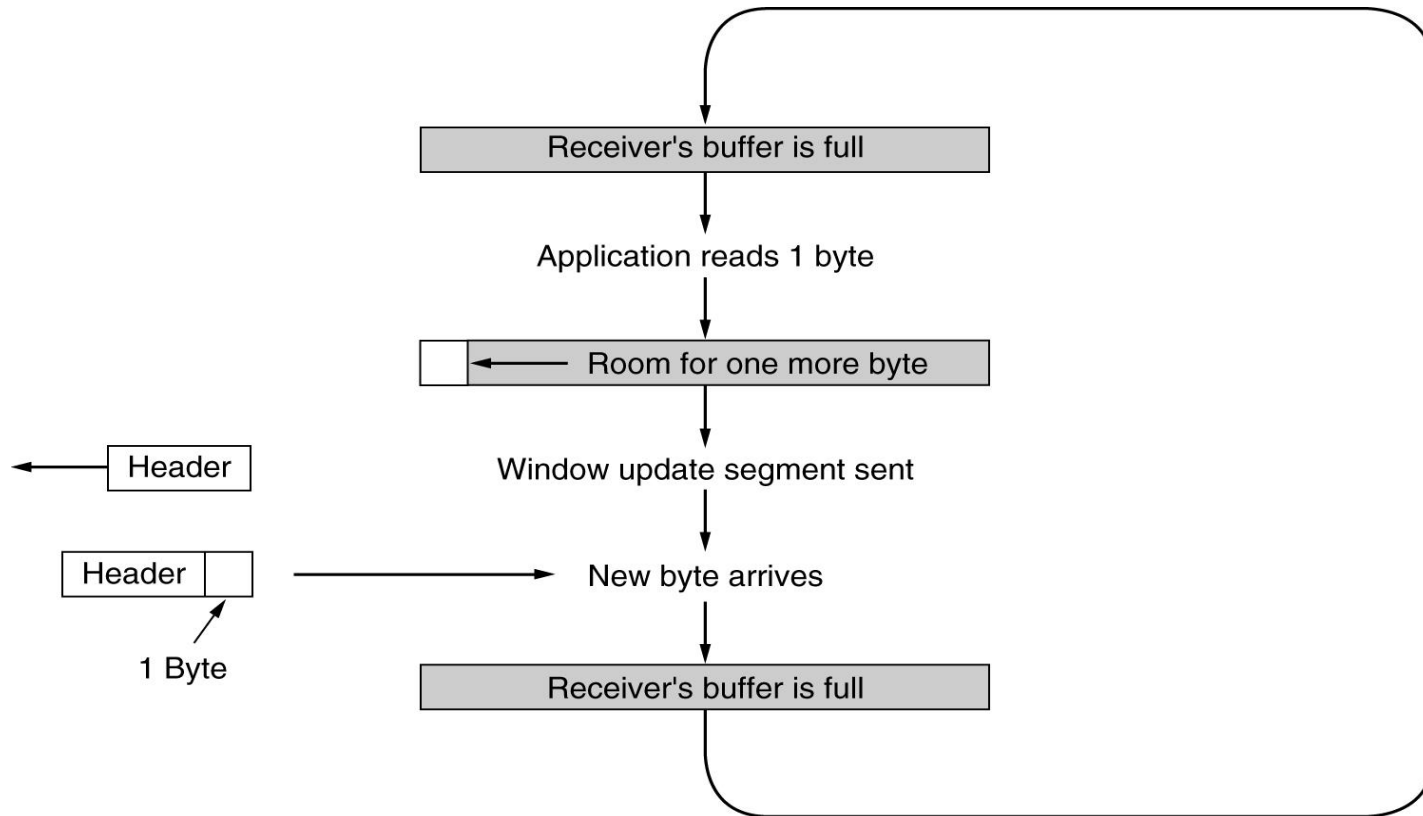 Receiver's buffer is full
Application reads 1 byte
Room for one more byte
Header
Window update segment sent
Header
New byte arrives
1 Byte
Receiver's buffer is full